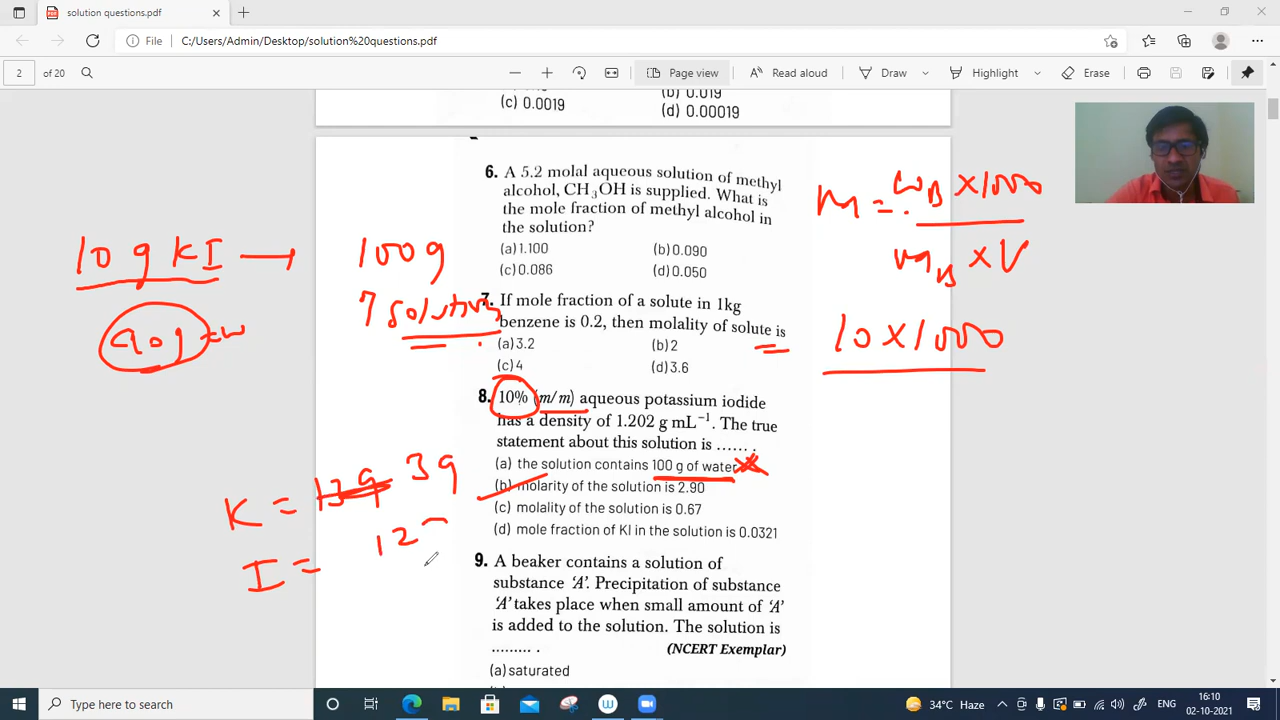 solution questions.pdf
File C:/Users/Admin/Desktop/solution%20questions.pdf
2 of 20 Page view Read aloud Draw Highlight Erase
(b) 0.019
(c) 0.0019 (d) 0.00019
6. A 5.2 molal aqueous solution of methyl
alcohol, CH3OH is supplied. What is
the mole fraction of methyl alcohol in
the solution?
(a) 1.100 (b) 0.090
(c) 0.086 (d) 0.050
7. If mole fraction of a solute in 1kg
benzene is 0.2, then molality of solute is
(a) 3.2 (b) 2
(c) 4 (d) 3.6
8. 10% (m/m) aqueous potassium iodide
has a density of 1.202 g mL⁻¹. The true
statement about this solution is ......
(a) the solution contains 100 g of water
(b) molarity of the solution is 2.90
(c) molality of the solution is 0.67
(d) mole fraction of KI in the solution is 0.0321
9. A beaker contains a solution of
substance 'A'. Precipitation of substance
'A' takes place when small amount of 'A'
is added to the solution. The solution is
......... . (NCERT Exemplar)
(a) saturated
10 g KI → 100g
solution
90g
K = 39
I = 12
M = WB × 1000
MB × V
= 10 × 1000
Type here to search
34°C Haze ENG 16:10
02-10-2021